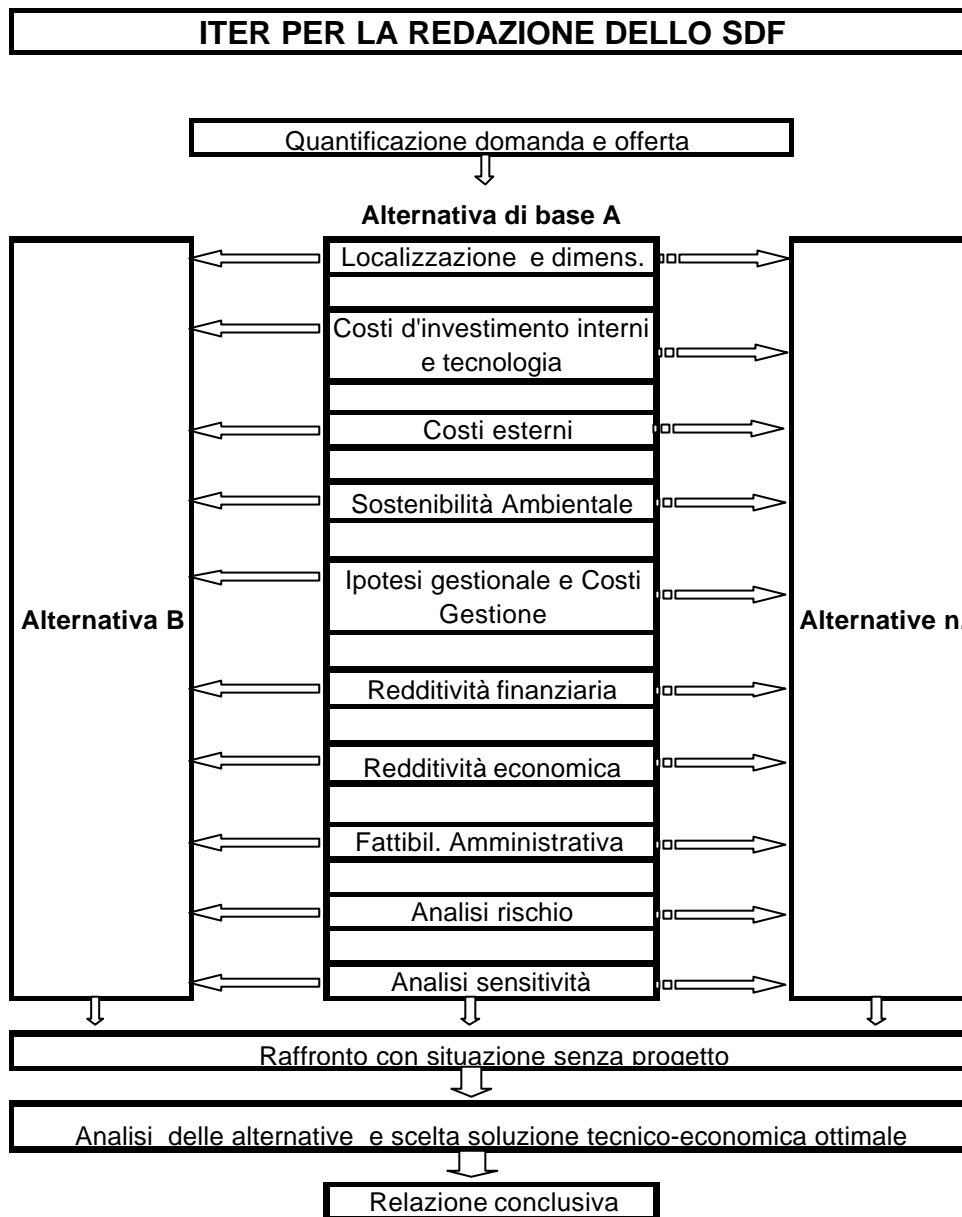 ITER PER LA REDAZIONE DELLO SDF
Quantificazione domanda e offerta
Alternativa di base A
Localizzazione e dimens.
Costi d'investimento interni
e tecnologia
Costi esterni
Sostenibilità Ambientale
Ipotesi gestionale e Costi
Gestione
Alternativa B
Alternative n.
Redditività finanziaria
Redditività economica
Fattibil. Amministrativa
Analisi rischio
Analisi sensitività
Raffronto con situazione senza progetto
Analisi delle alternative e scelta soluzione tecnico-economica ottimale
Relazione conclusiva